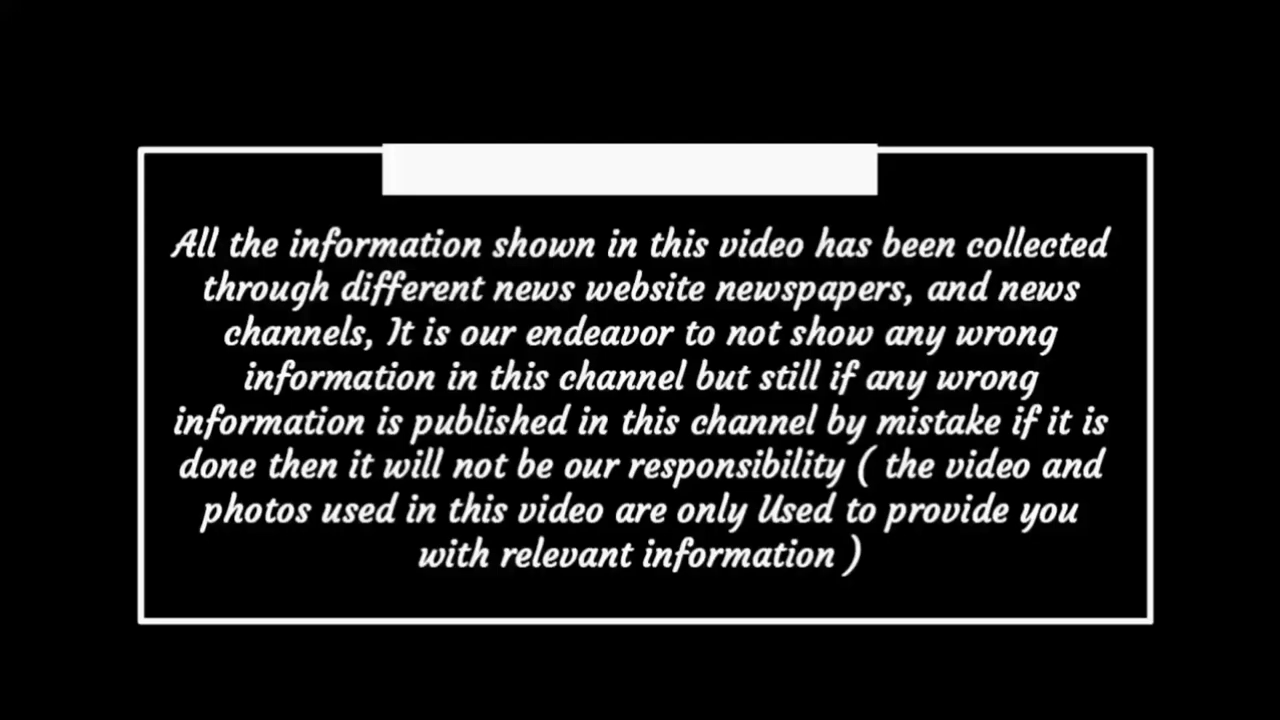 All the information shown in this video has been collected
through different news website newspapers, and news
channels, It is our endeavor to not show any wrong
information in this channel but still if any wrong
information is published in this channel by mistake if it is
done then it will not be our responsibility ( the video and
photos used in this video are only Used to provide you
with relevant information )